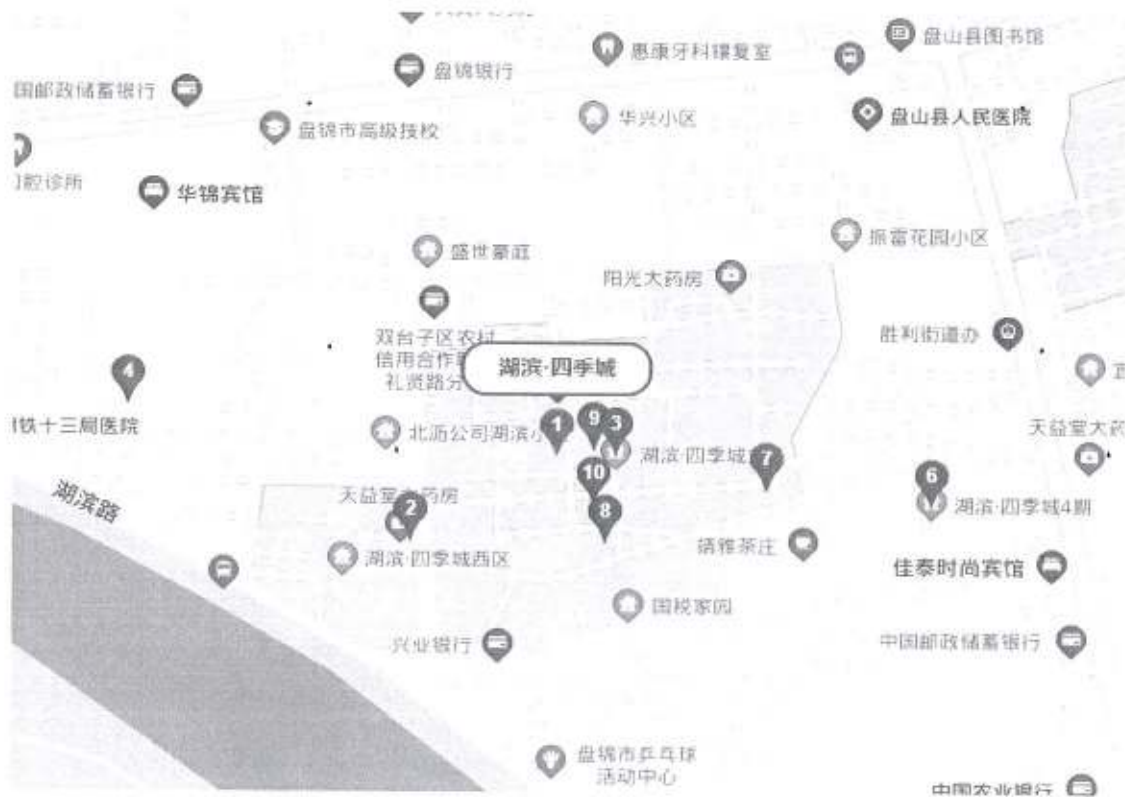 盘山县图书馆
惠康牙科镶复室
盘锦银行
国邮政储蓄银行
盘山县人民医院
华兴小区
盘锦市高级技校
口腔诊所
华锦宾馆
振雷花园小区
盛世豪庭
阳光大药房
胜利街道办
双台子区农村
信用合作
礼贤路分
湖滨·四季城
4
铁十三局医院
北沥公司湖滨小
1
9
3
湖滨·四季城
7
天益堂大药
10
6
湖滨·四季城4期
湖滨路
天益堂大药房
2
8
靖雅茶庄
湖滨·四季城西区
佳泰时尚宾馆
国税家园
兴业银行
中国邮政储蓄银行
盘锦市乒乓球
活动中心
中国农业银行